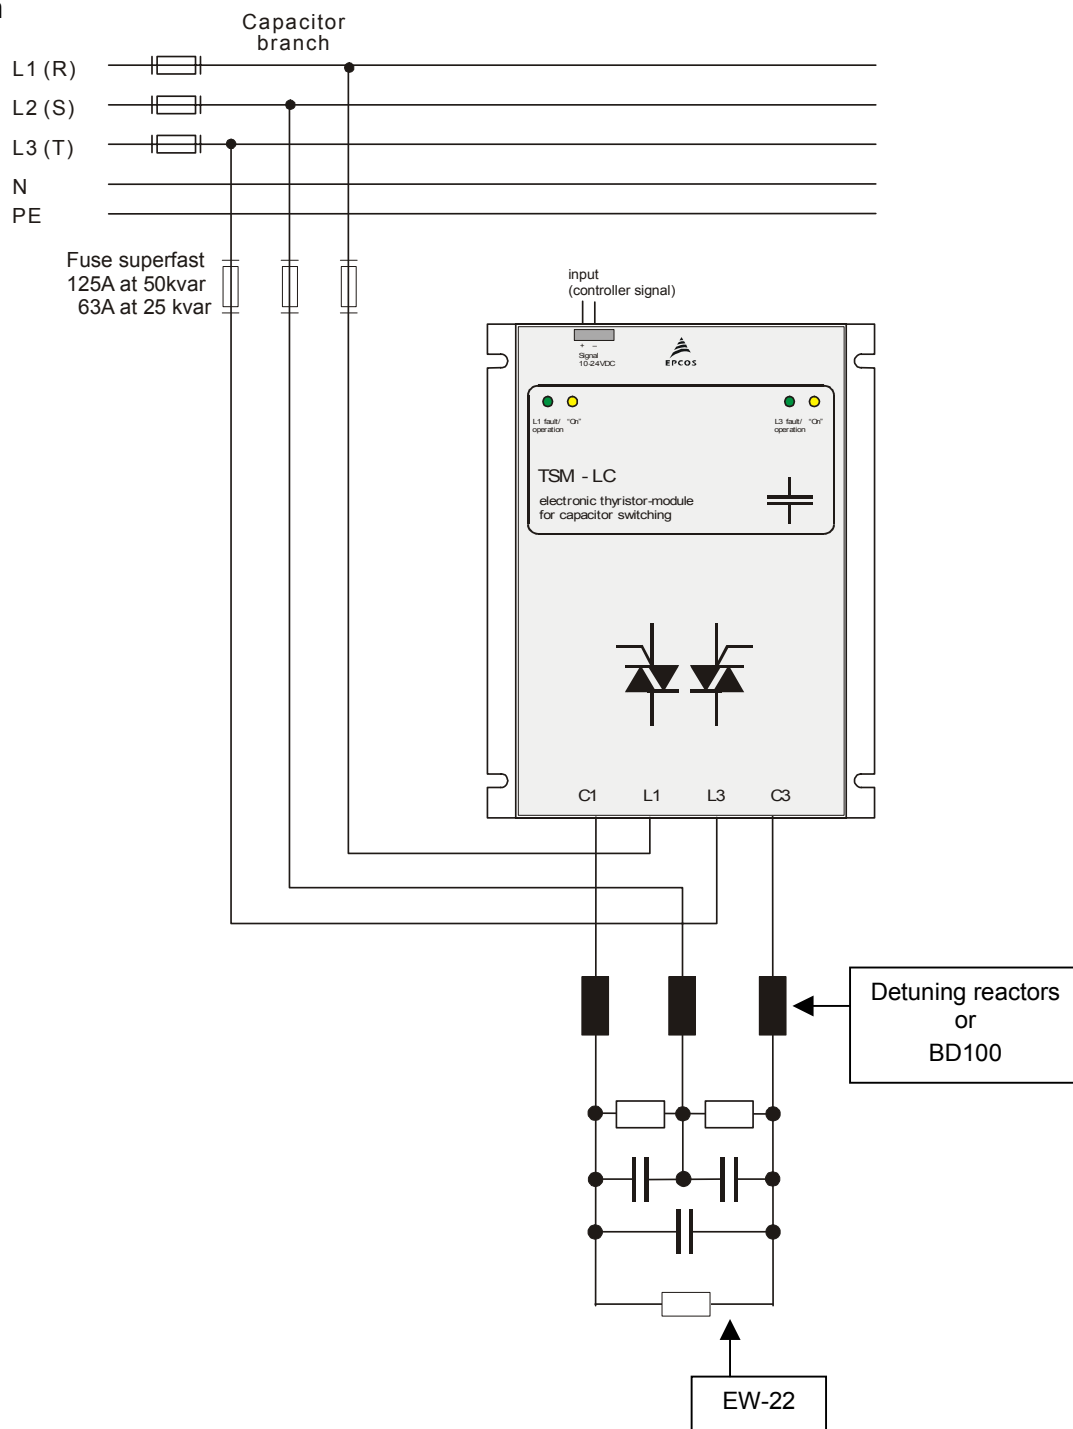 Capacitor
branch
L1 (R)
L2 (S)
L3 (T)
N
PE
Fuse superfast
125A at 50kvar
63A at 25 kvar
input
(controller signal)
+ –
Signal
10-24VDC
EPCOS
L1 fault/ "On"
operation
L3 fault/ "On"
operation
TSM - LC
electronic thyristor-module
for capacitor switching
C1 L1 L3 C3
Detuning reactors
or
BD100
EW-22